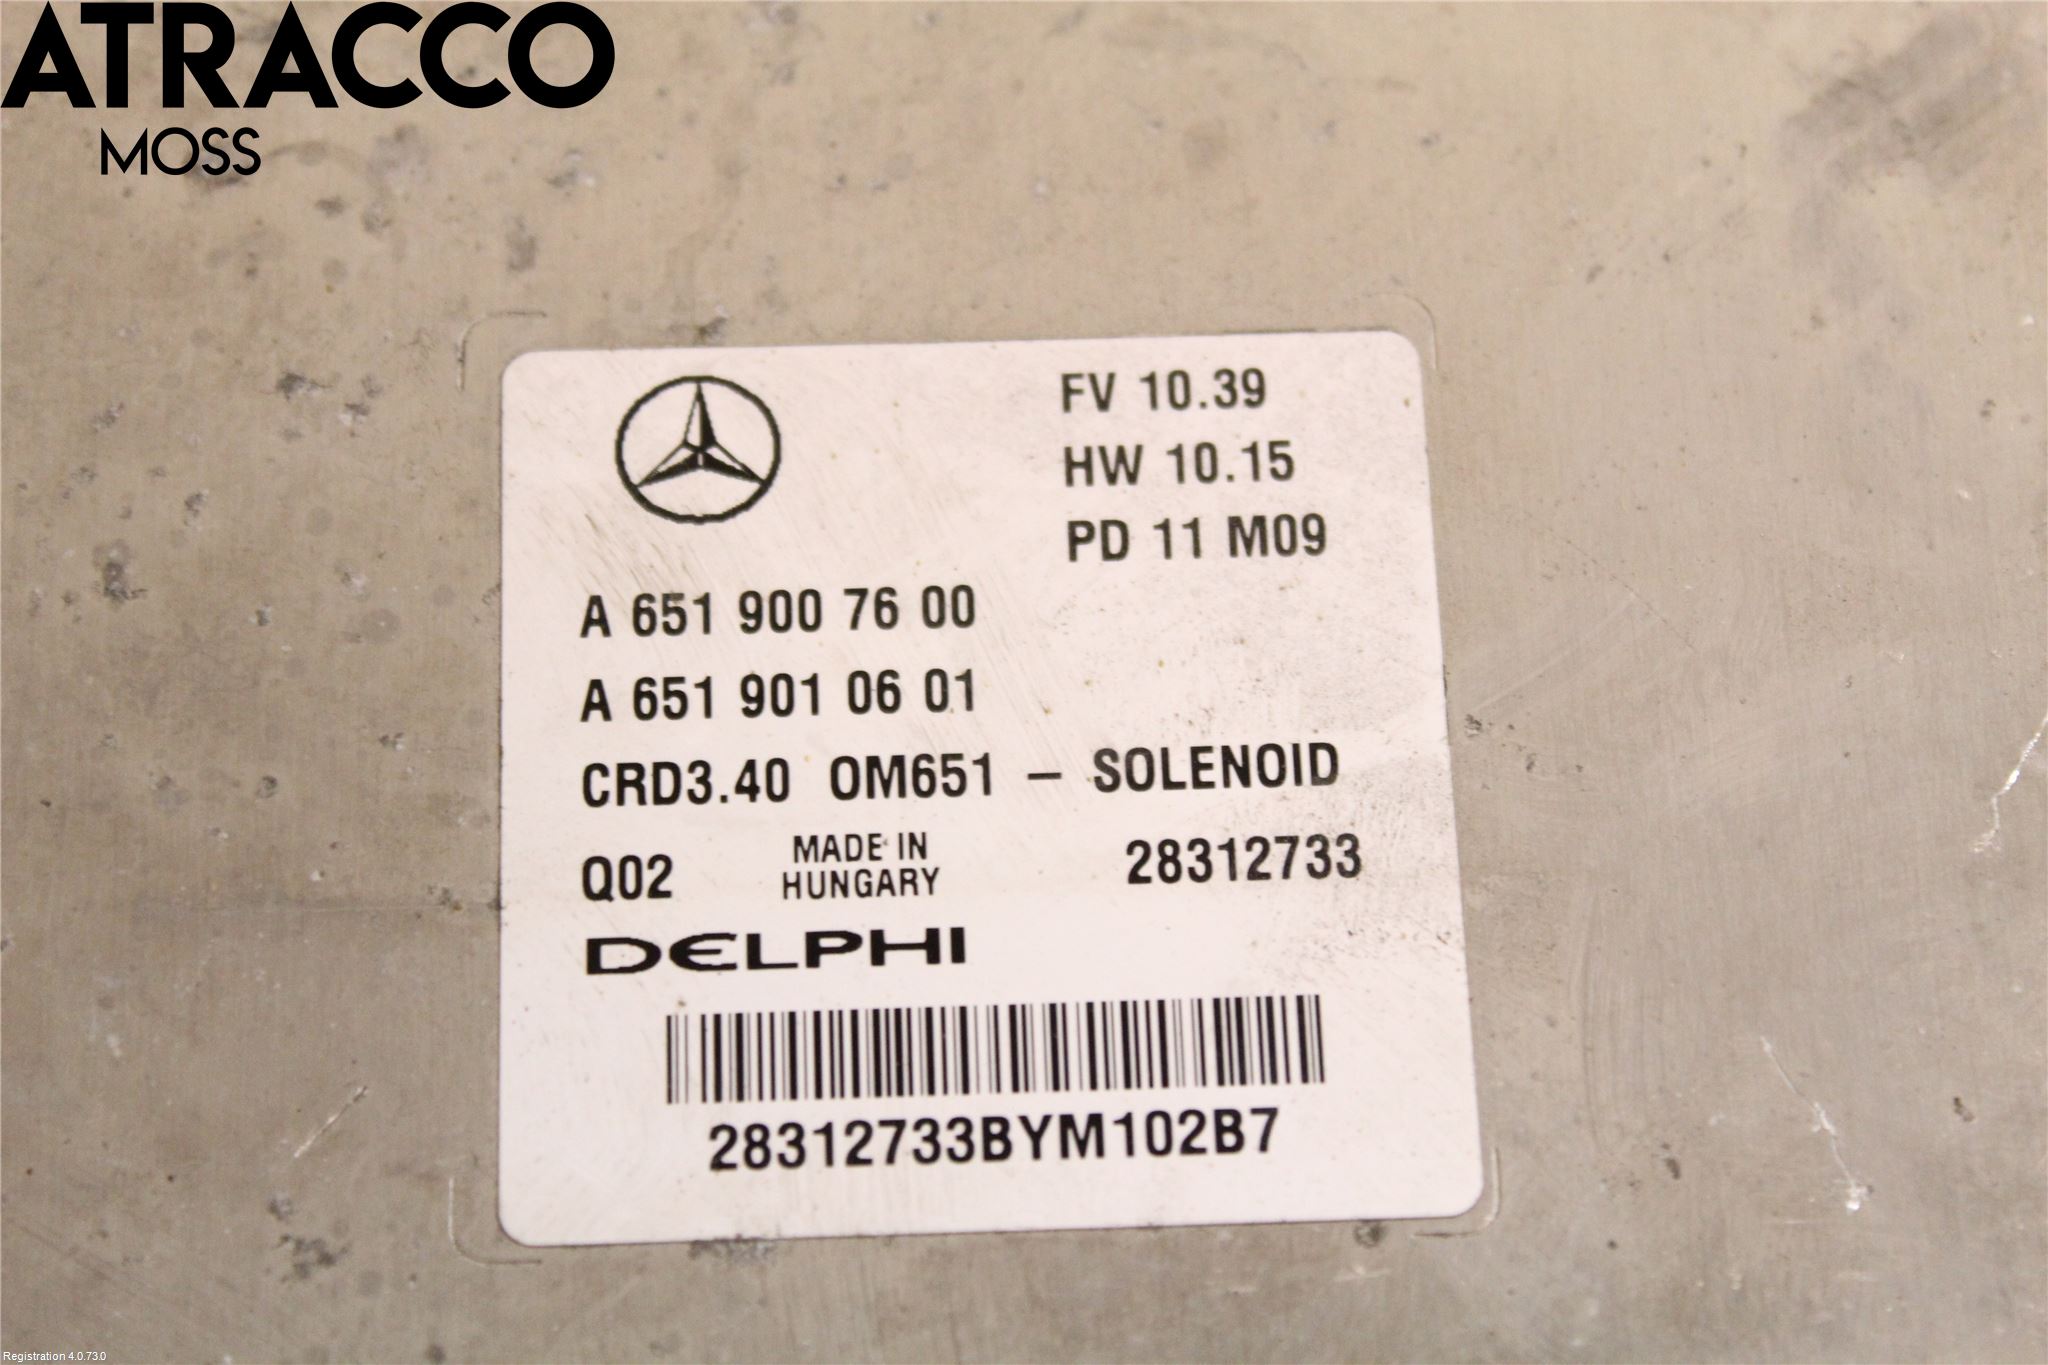 ATRACCO
MOSS
FV 10.39
HW 10.15
PD 11 M09
A 651 900 76 00
A 651 901 06 01
CRD3.40 OM651 – SOLENOID
Q02 MADE IN HUNGARY 28312733
DELPHI
28312733BYM102B7
Registration 4.0.73.0